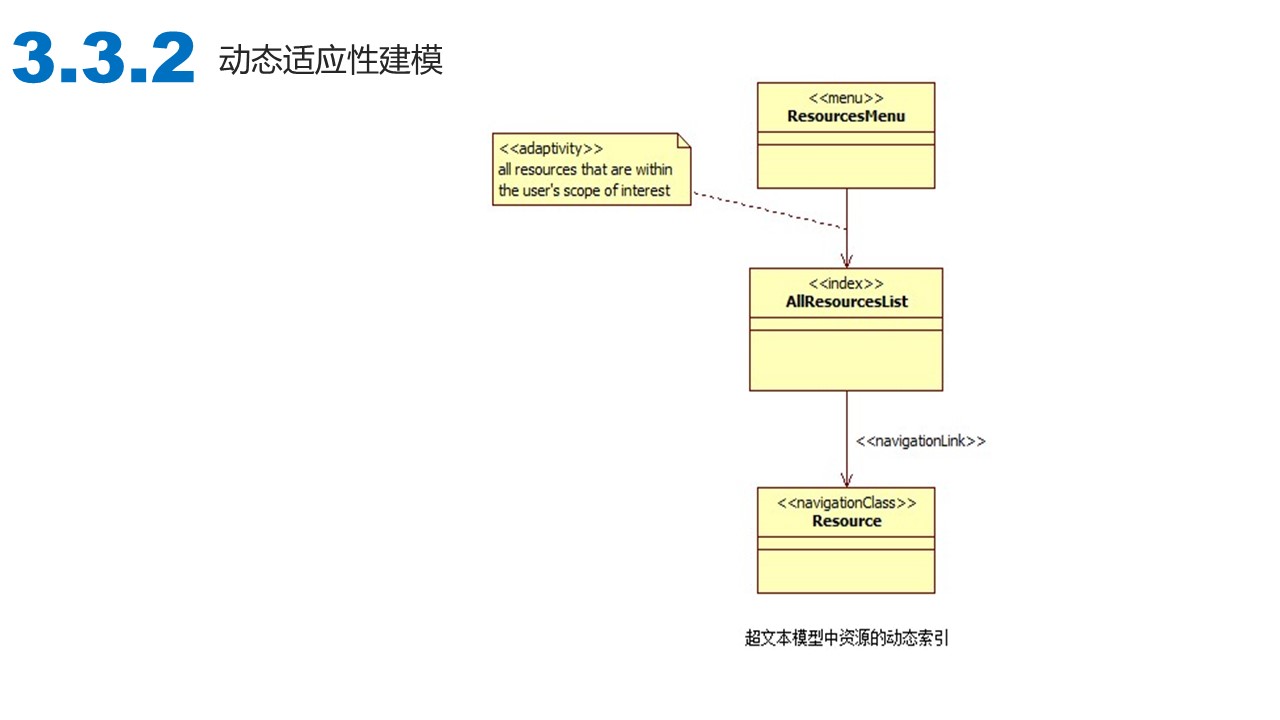 3.3.2 动态适应性建模
<<menu>>
ResourcesMenu
<<adaptivity>>
all resources that are within
the user's scope of interest
<<index>>
AllResourcesList
<<navigationLink>>
<<navigationClass>>
Resource
超文本模型中资源的动态索引